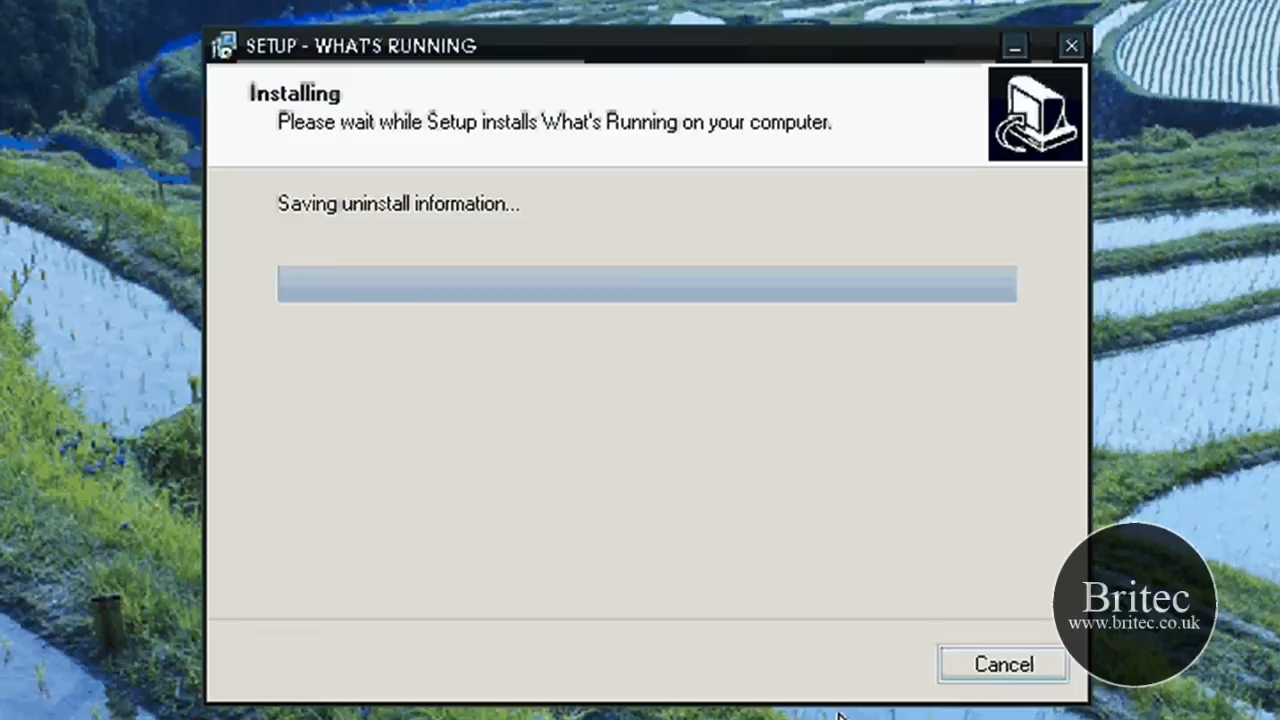 SETUP - WHAT'S RUNNING
Installing
Please wait while Setup installs What's Running on your computer.
Saving uninstall information...
Cancel
Britec
www.britec.co.uk